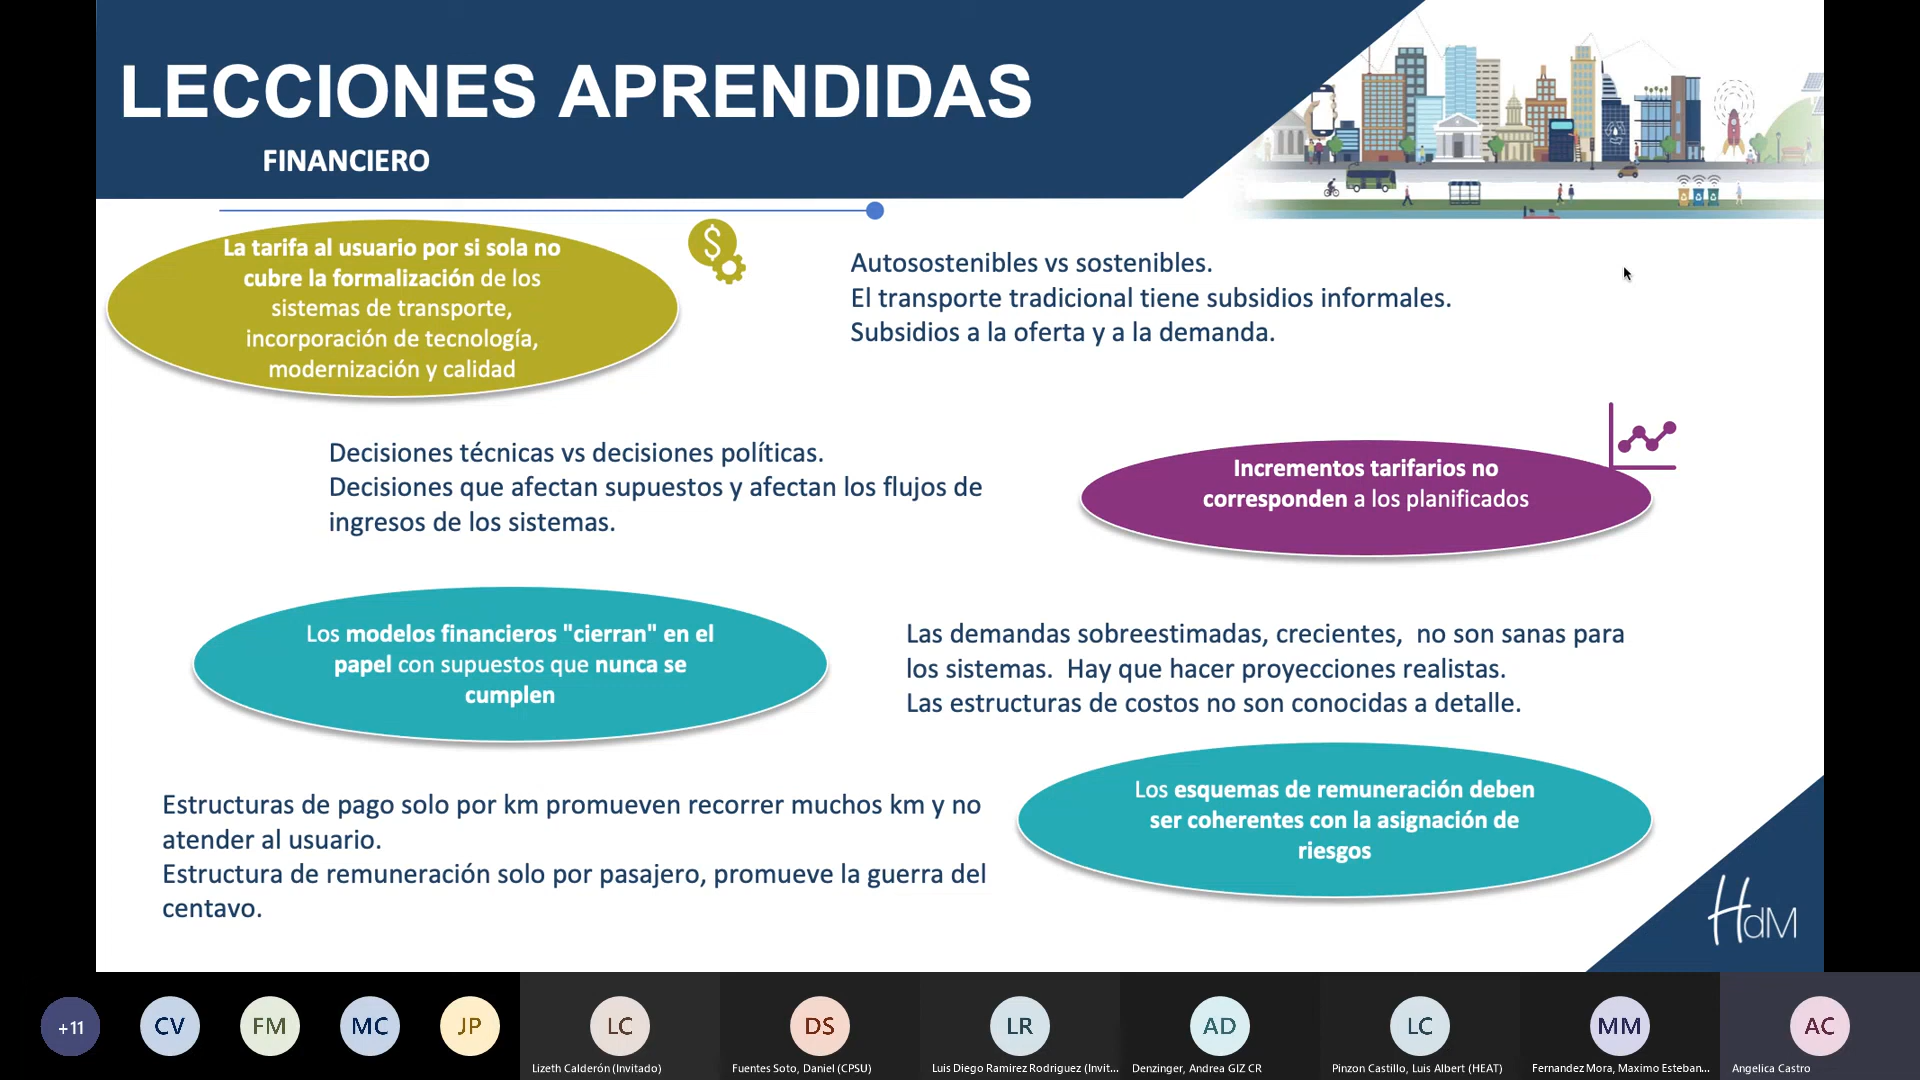 LECCIONES APRENDIDAS
FINANCIERO
La tarifa al usuario por si sola no
cubre la formalización de los
sistemas de transporte,
incorporación de tecnología,
modernización y calidad
$
Autosostenibles vs sostenibles.
El transporte tradicional tiene subsidios informales.
Subsidios a la oferta y a la demanda.
Decisiones técnicas vs decisiones políticas.
Decisiones que afectan supuestos y afectan los flujos de
ingresos de los sistemas.
Incrementos tarifarios no
corresponden a los planificados
Los modelos financieros "cierran" en el
papel con supuestos que nunca se
cumplen
Las demandas sobreestimadas, crecientes,  no son sanas para
los sistemas.  Hay que hacer proyecciones realistas.
Las estructuras de costos no son conocidas a detalle.
Estructuras de pago solo por km promueven recorrer muchos km y no
atender al usuario.
Estructura de remuneración solo por pasajero, promueve la guerra del
centavo.
Los esquemas de remuneración deben
ser coherentes con la asignación de
riesgos
HdM
+11
CV
FM
MC
JP
LC
DS
LR
AD
LC
MM
AC
Lizeth Calderón (Invitado)
Fuentes Soto, Daniel (CPSU)
Luis Diego Ramirez Rodriguez (Invit...
Denzinger, Andrea GIZ CR
Pinzon Castillo, Luis Albert (HEAT)
Fernandez Mora, Maximo Esteban...
Angelica Castro